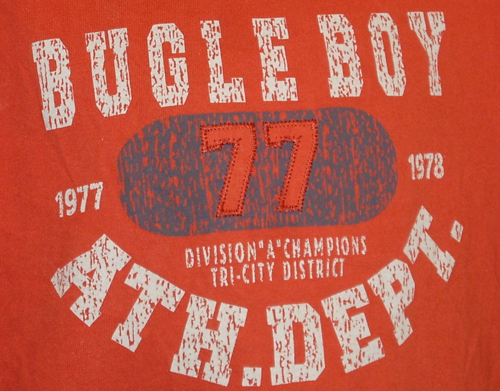 BUGLE BOY
77
1977
1978
DIVISION "A" CHAMPIONS
TRI-CITY DISTRICT
ATH. DEPT.